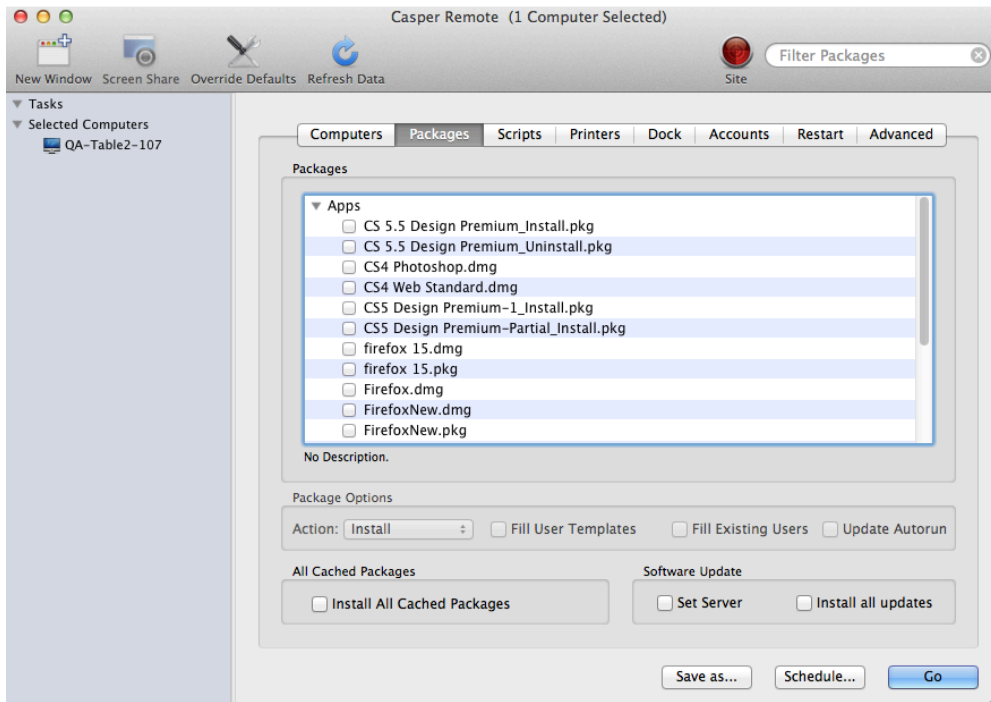 Casper Remote (1 Computer Selected)
New Window Screen Share Override Defaults Refresh Data Site Filter Packages
Tasks
Selected Computers
QA-Table2-107
Computers Packages Scripts Printers Dock Accounts Restart Advanced
Packages
Apps
CS 5.5 Design Premium_Install.pkg
CS 5.5 Design Premium_Uninstall.pkg
CS4 Photoshop.dmg
CS4 Web Standard.dmg
CS5 Design Premium-1_Install.pkg
CS5 Design Premium-Partial_Install.pkg
firefox 15.dmg
firefox 15.pkg
Firefox.dmg
FirefoxNew.dmg
FirefoxNew.pkg
No Description.
Package Options
Action: Install Fill User Templates Fill Existing Users Update Autorun
All Cached Packages Software Update
Install All Cached Packages Set Server Install all updates
Save as... Schedule... Go